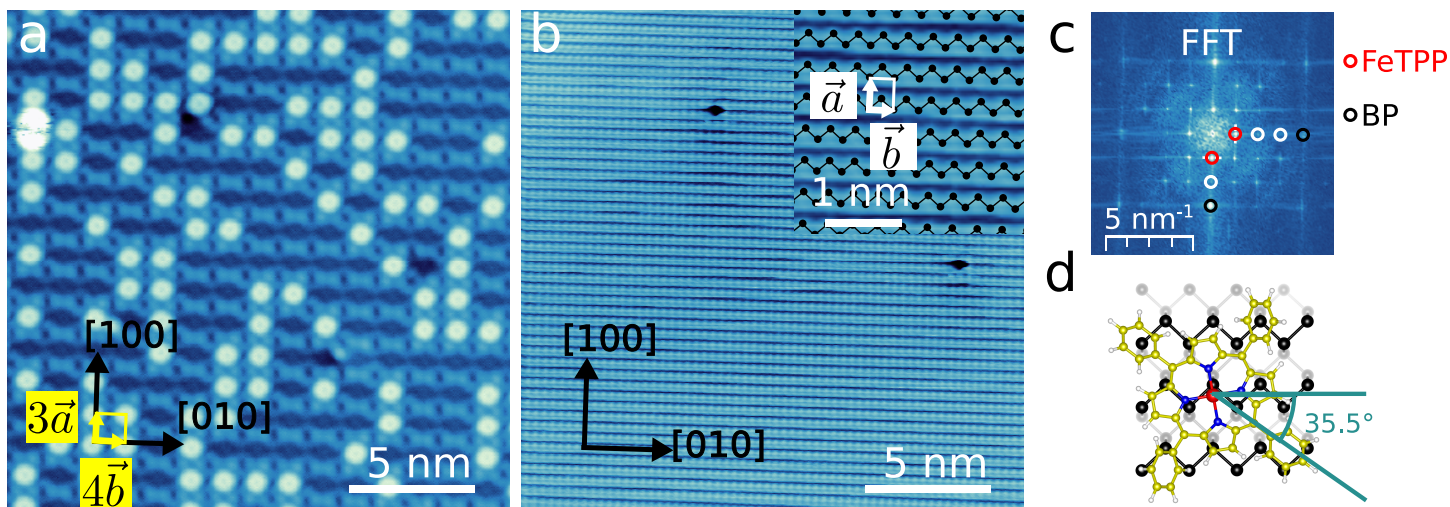 a
[100]
[010]
3a⃗
4b⃗
5 nm
b
a⃗
b⃗
1 nm
[100]
[010]
5 nm
c
FFT
5 nm⁻¹
FeTPP
BP
d
35.5°